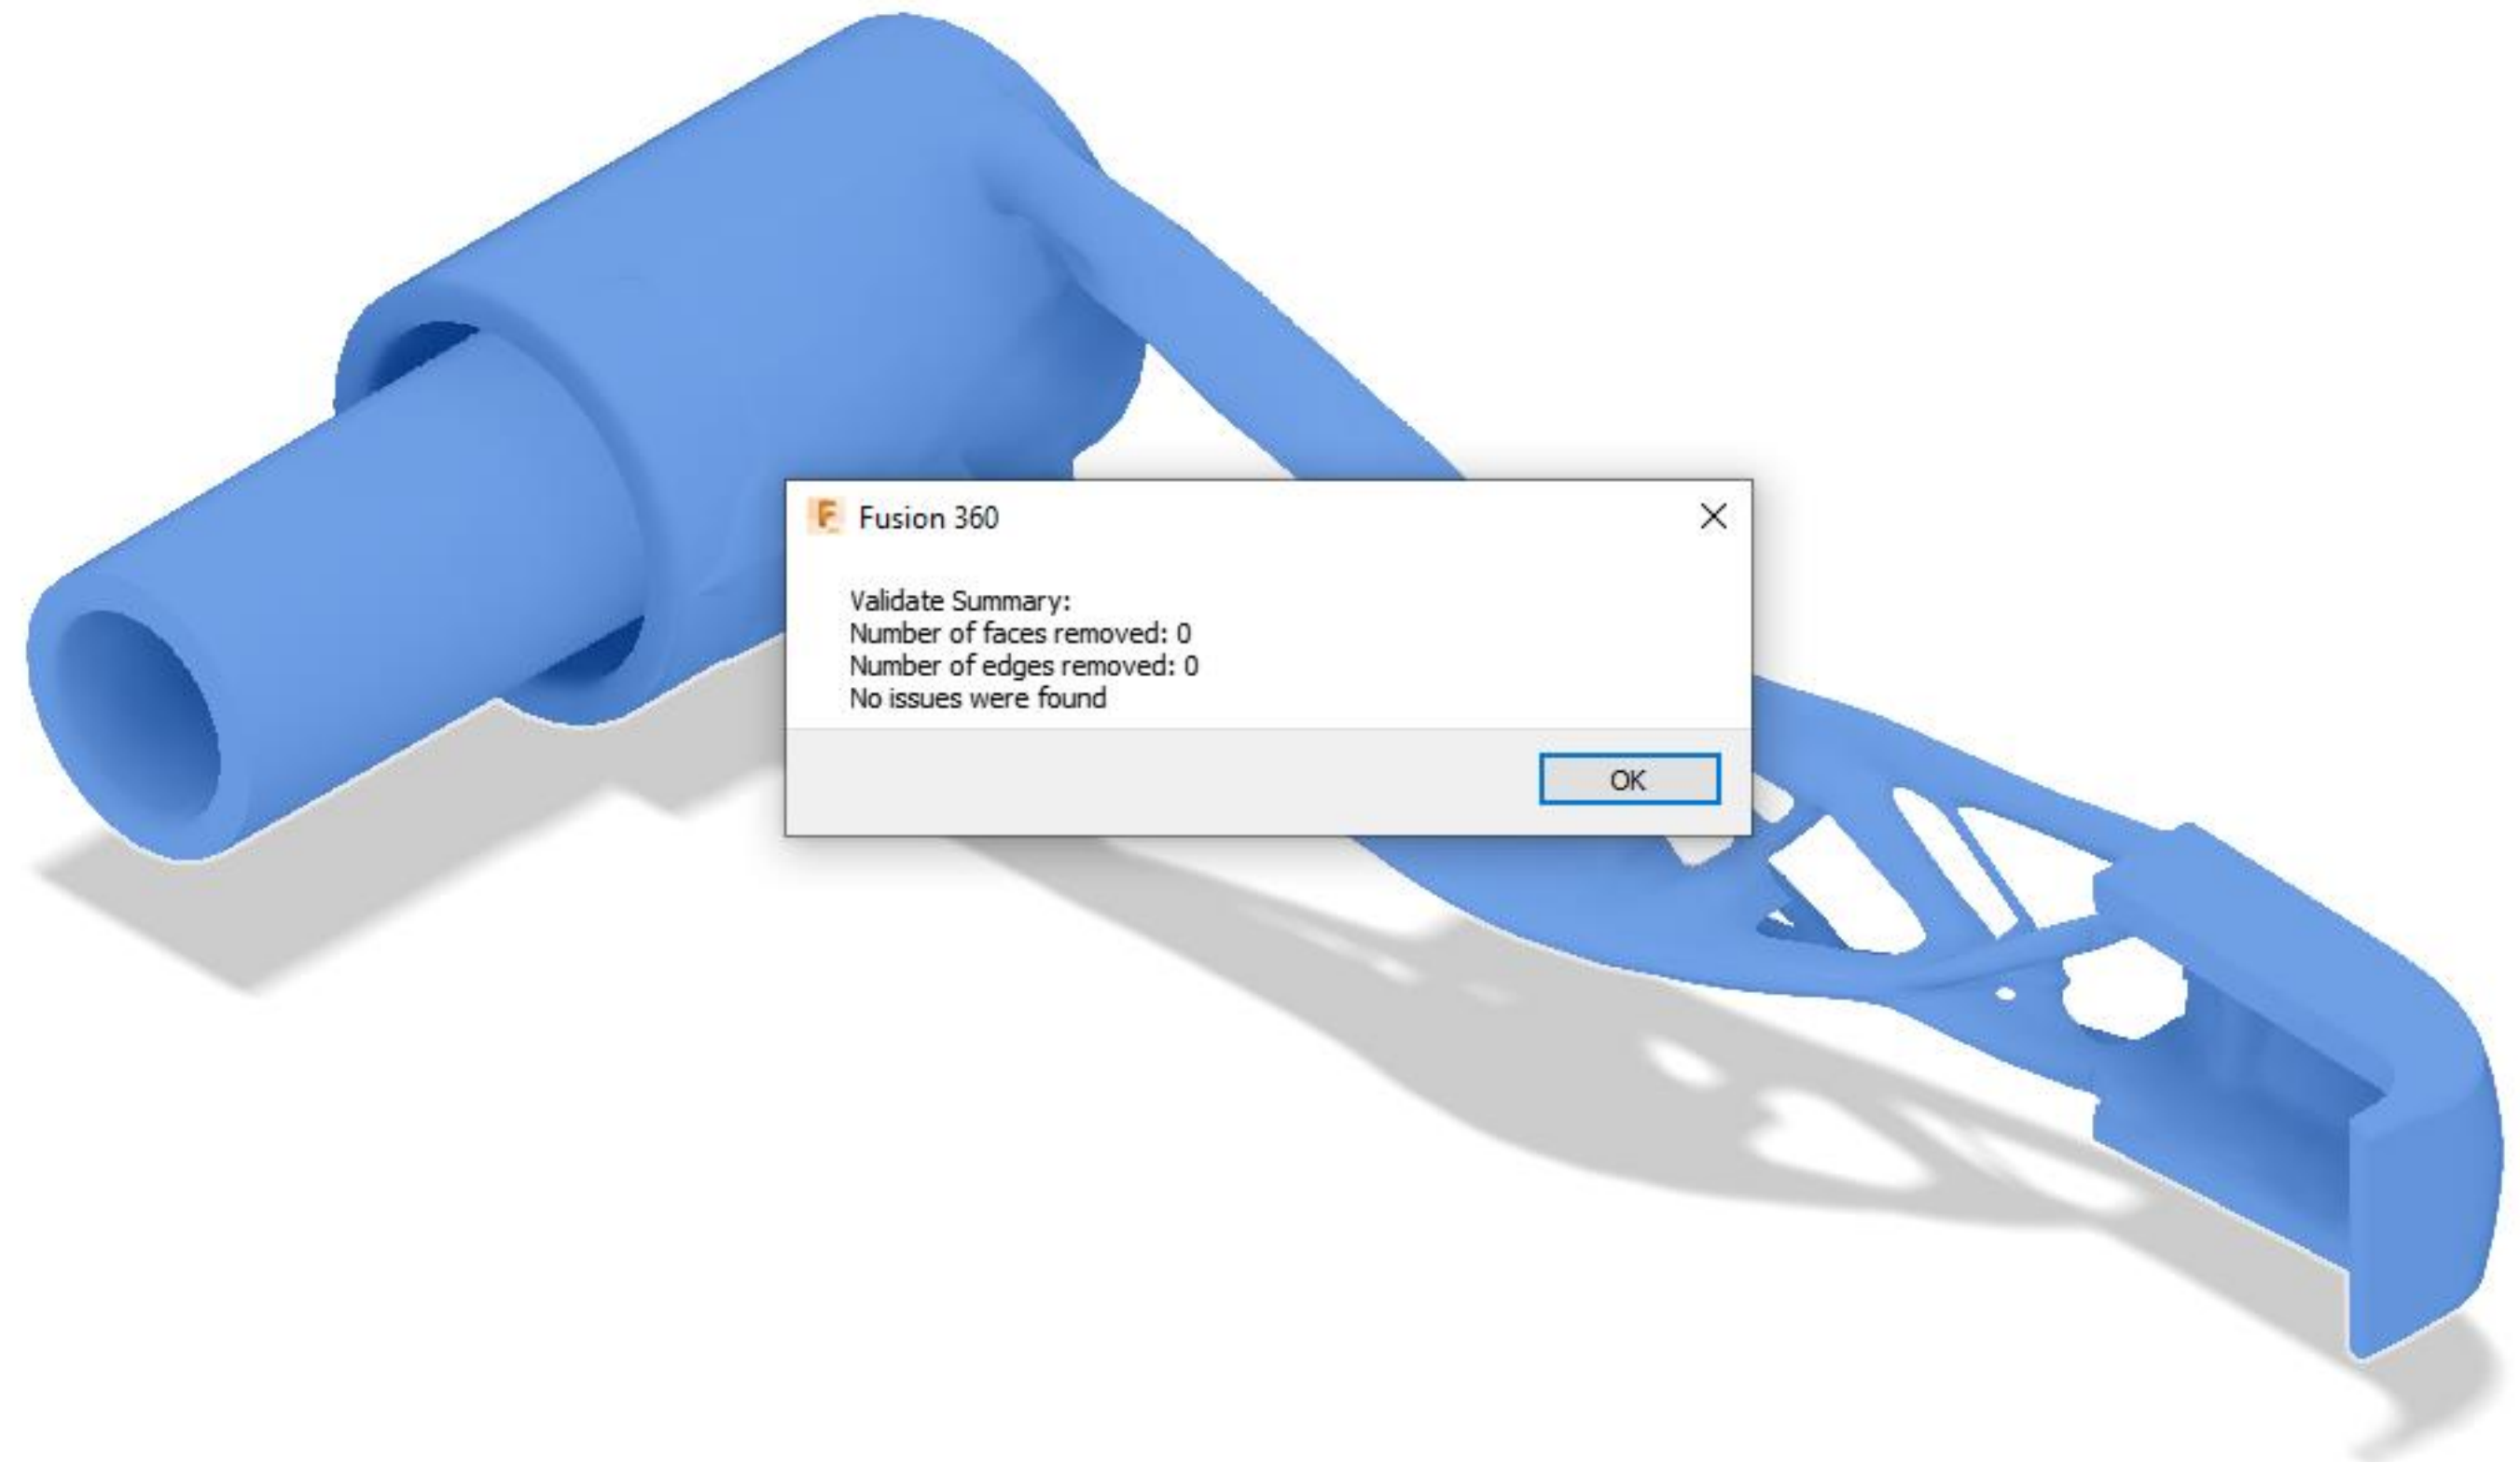 Fusion 360
Validate Summary:
Number of faces removed: 0
Number of edges removed: 0
No issues were found
OK